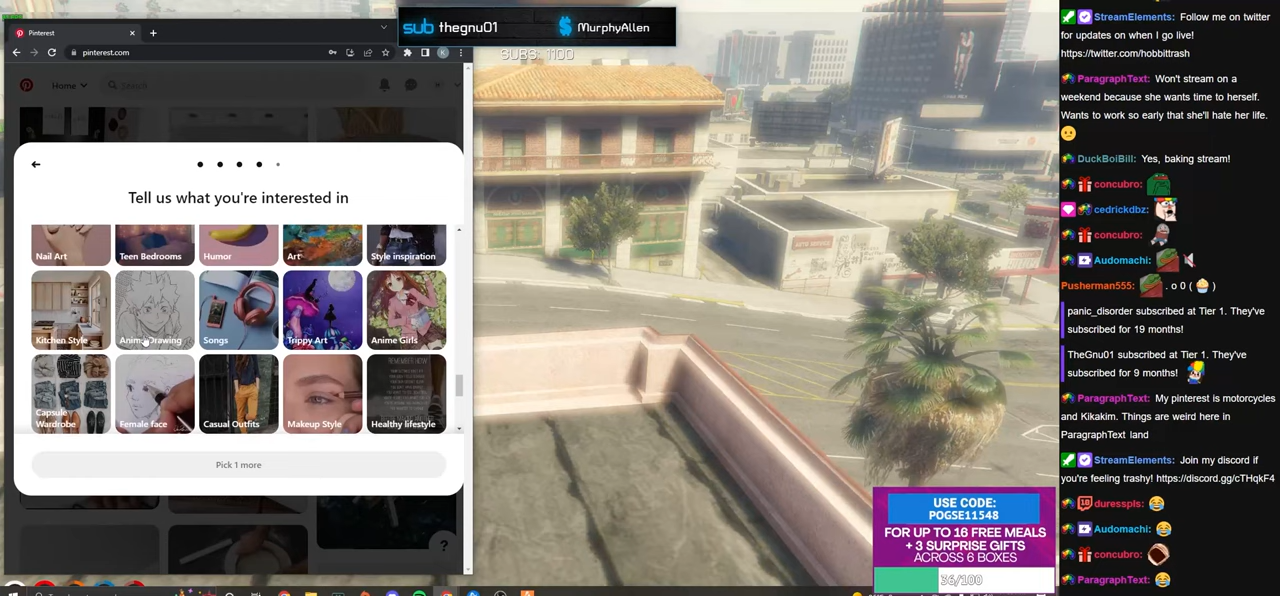 Pinterest
sub thegnu01
MurphyAllen
pinterest.com
SUBS: 1100
Home
Search
Tell us what you're interested in
Nail Art
Teen Bedrooms
Humor
Art
Style inspiration
Kitchen Style
Anime Drawing
Songs
Trippy Art
Anime Girls
Capsule
Wardrobe
Female face
Casual Outfits
Makeup Style
Healthy lifestyle
Pick 1 more
?
USE CODE:
POGSE11548
FOR UP TO 16 FREE MEALS
+ 3 SURPRISE GIFTS
ACROSS 6 BOXES
36/100
StreamElements: Follow me on twitter
for updates on when I go live!
https://twitter.com/hobbittrash
ParagraphText: Won't stream on a
weekend because she wants time to herself.
Wants to work so early that she'll hate her life.
DuckBoiBill: Yes, baking stream!
concubro:
cedrickdbz:
concubro:
Audomachi:
Pusherman555: . o 0 ( )
panic_disorder subscribed at Tier 1. They've
subscribed for 19 months!
TheGnu01 subscribed at Tier 1. They've
subscribed for 9 months!
ParagraphText: My pinterest is motorcycles
and Kikakim. Things are weird here in
ParagraphText land
StreamElements: Join my discord if
you're feeling trashy! https://discord.gg/cTHqkF4
duresspls:
Audomachi:
concubro:
ParagraphText: